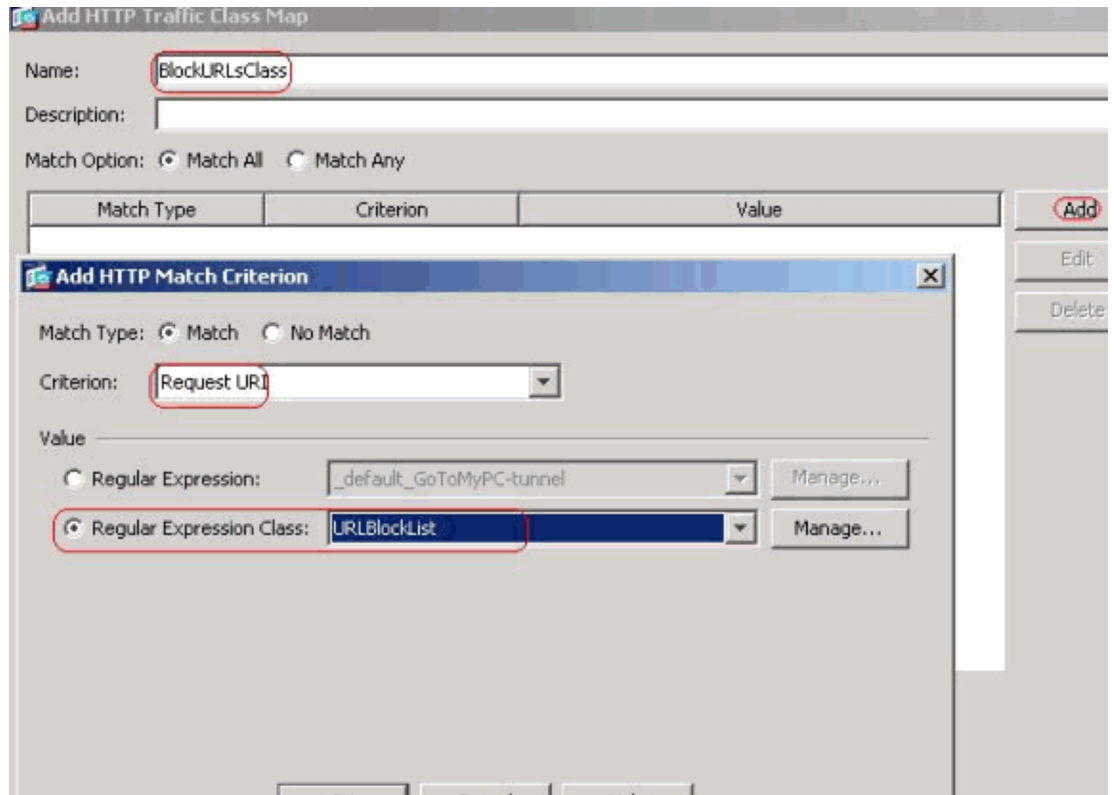 Add HTTP Traffic Class Map
Name: BlockURLsClass
Description:
Match Option: Match All Match Any
Match Type Criterion Value
Add
Edit
Delete
Add HTTP Match Criterion
Match Type: Match No Match
Criterion: Request URI
Value
Regular Expression: _default_GoToMyPC-tunnel Manage...
Regular Expression Class: URLBlockList Manage...